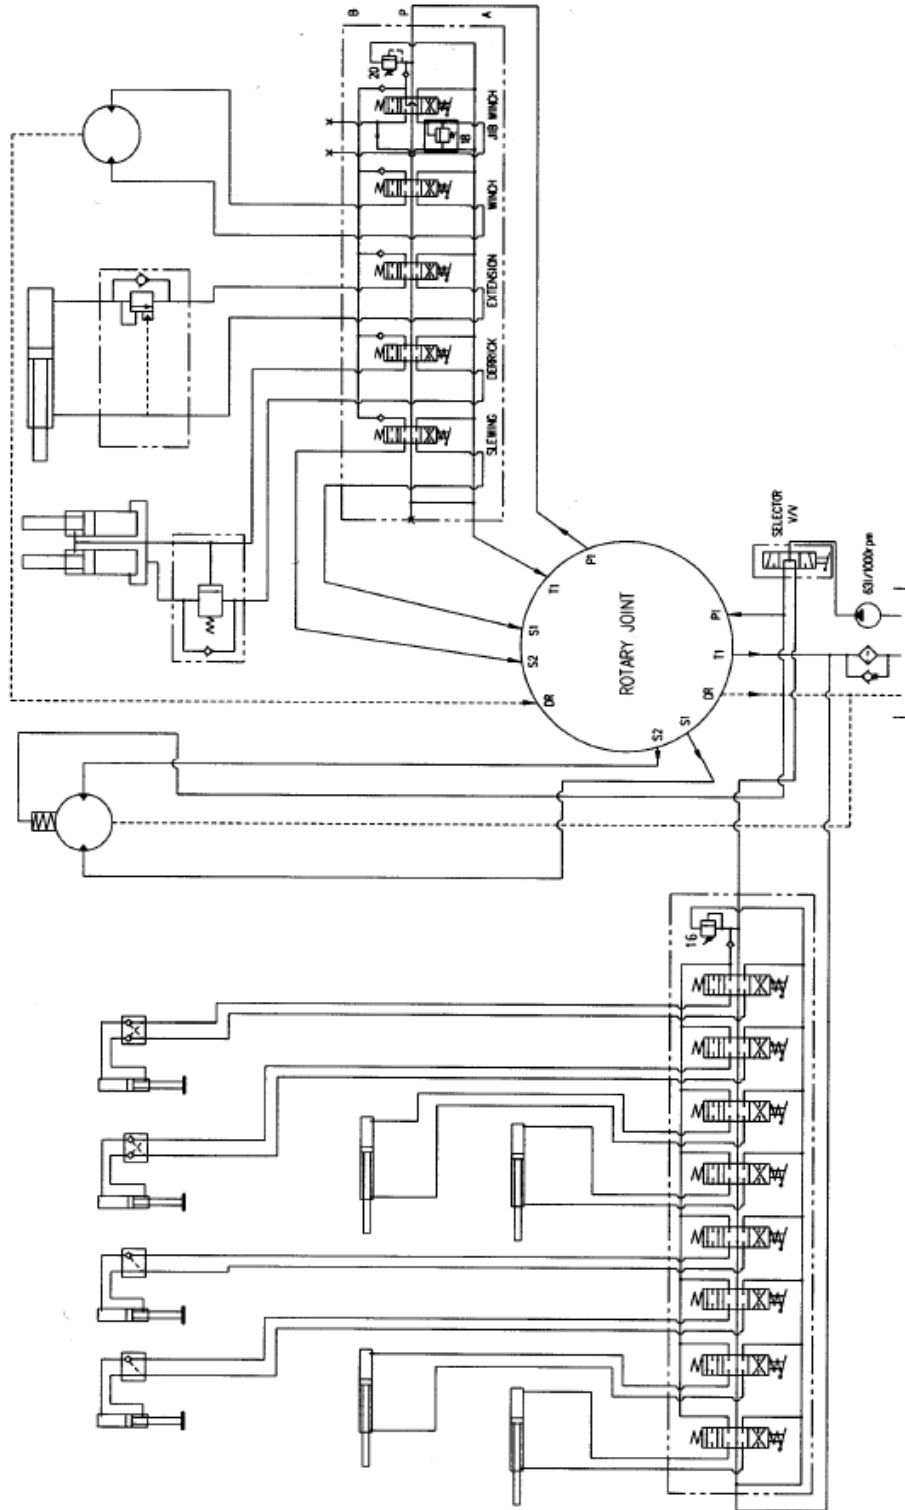 B P A
20
18
JIB WINCH
WINCH
EXTENSION
DERRICK
SLEWING
P1
T1
S1
S2
DR
ROTARY JOINT
P1
T1
DR
S1
S2
SELECTOR
V/V
63l/1000rpm
16